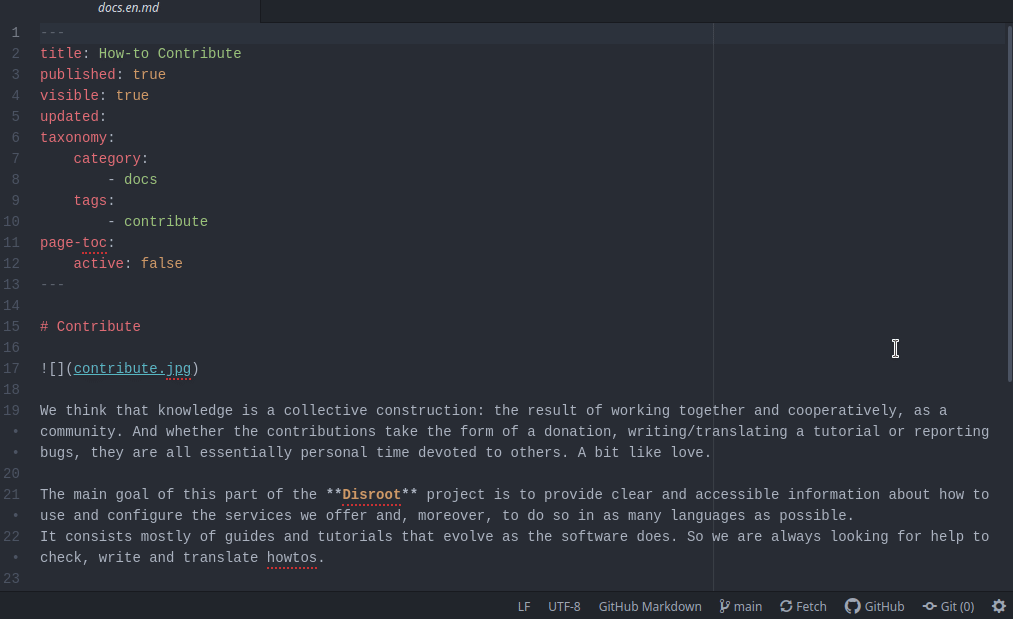 docs.en.md
1 ---
2 title: How-to Contribute
3 published: true
4 visible: true
5 updated:
6 taxonomy:
7     category:
8         - docs
9     tags:
10         - contribute
11 page-toc:
12     active: false
13 ---
14
15 # Contribute
16
17 ![](contribute.jpg)
18
19 We think that knowledge is a collective construction: the result of working together and cooperatively, as a
• community. And whether the contributions take the form of a donation, writing/translating a tutorial or reporting
• bugs, they are all essentially personal time devoted to others. A bit like love.
20
21 The main goal of this part of the **Disroot** project is to provide clear and accessible information about how to
• use and configure the services we offer and, moreover, to do so in as many languages as possible.
22 It consists mostly of guides and tutorials that evolve as the software does. So we are always looking for help to
• check, write and translate howtos.
23
LF UTF-8 GitHub Markdown main Fetch GitHub Git (0)